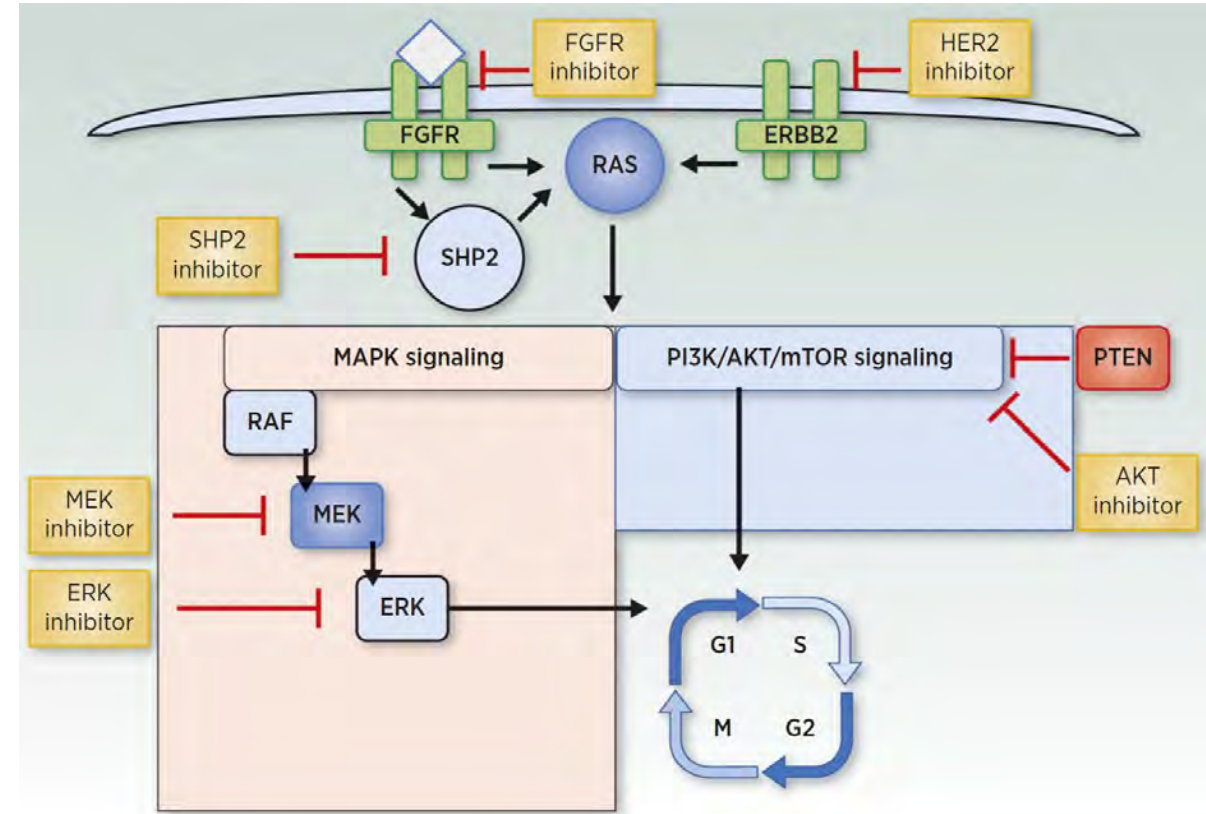 FGFR
inhibitor
HER2
inhibitor
FGFR
RAS
ERBB2
SHP2
inhibitor
SHP2
MAPK signaling
PI3K/AKT/mTOR signaling
PTEN
RAF
MEK
inhibitor
MEK
AKT
inhibitor
ERK
inhibitor
ERK
G1
S
M
G2